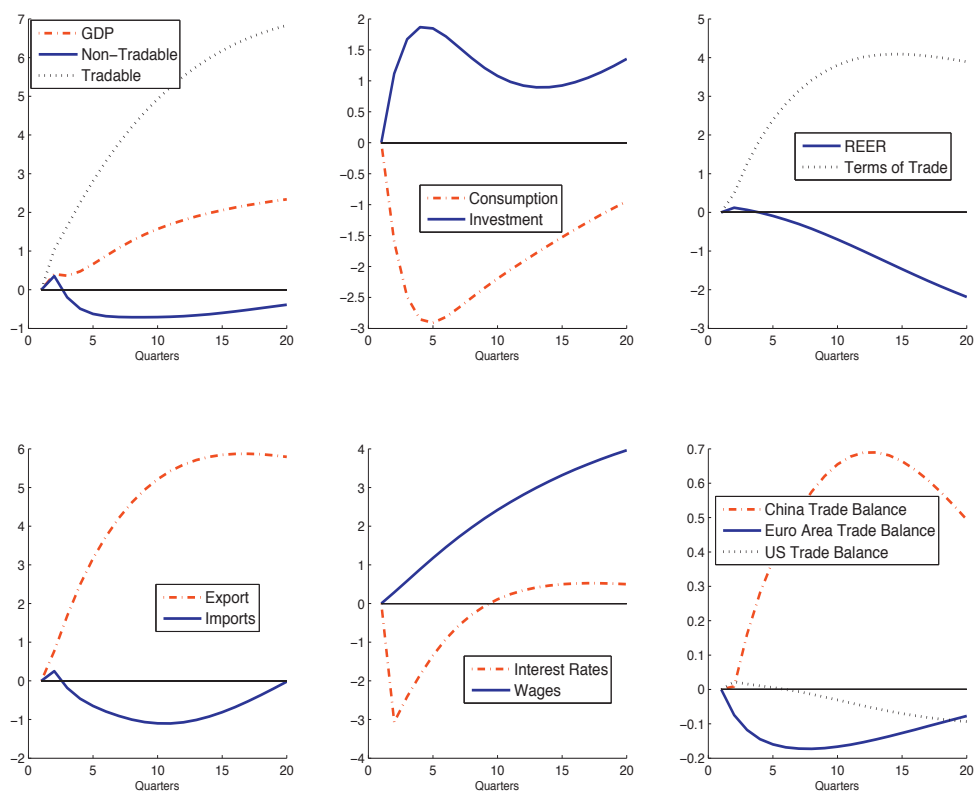 7
6
5
4
3
2
1
0
−1
GDP
Non−Tradable
Tradable
0 5 10 15 20
Quarters
2
1.5
1
0.5
0
−0.5
−1
−1.5
−2
−2.5
−3
Consumption
Investment
0 5 10 15 20
Quarters
5
4
3
2
1
0
−1
−2
−3
REER
Terms of Trade
0 5 10 15 20
Quarters
6
5
4
3
2
1
0
−1
−2
Export
Imports
0 5 10 15 20
Quarters
4
3
2
1
0
−1
−2
−3
−4
Interest Rates
Wages
0 5 10 15 20
Quarters
0.7
0.6
0.5
0.4
0.3
0.2
0.1
0
−0.1
−0.2
China Trade Balance
Euro Area Trade Balance
US Trade Balance
0 5 10 15 20
Quarters